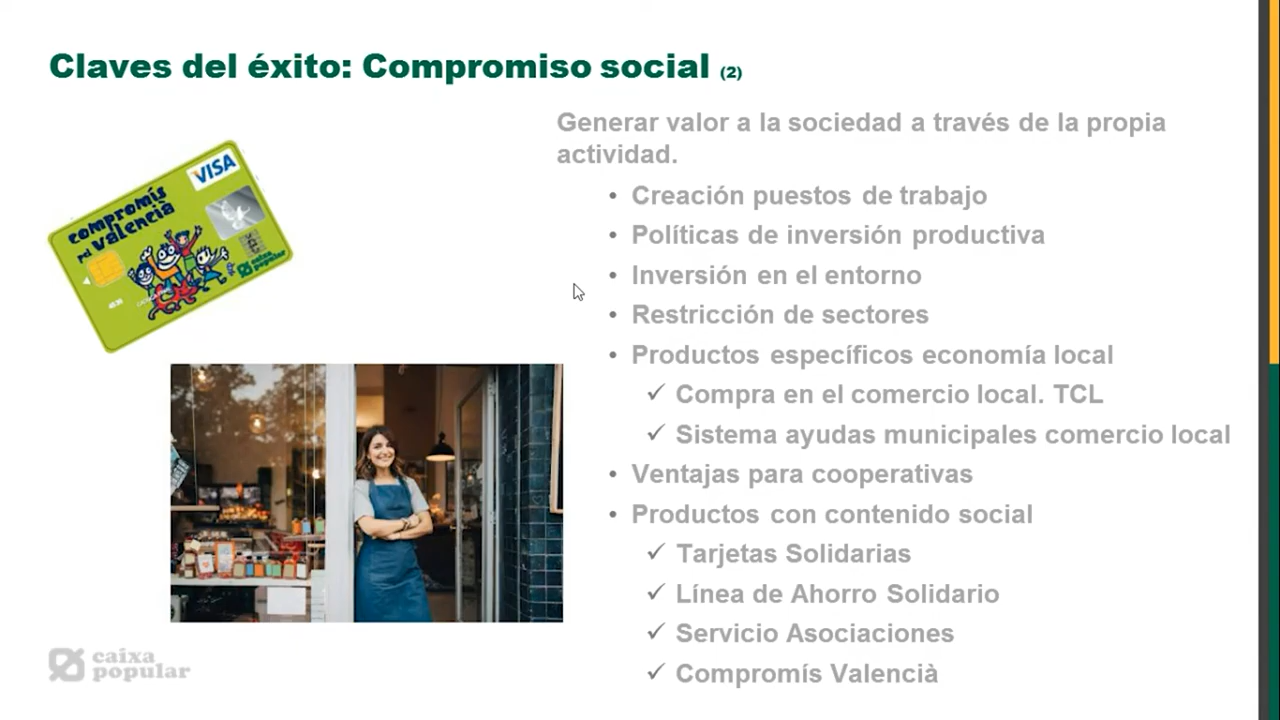 Claves del éxito: Compromiso social (2)
Generar valor a la sociedad a través de la propia
actividad.
• Creación puestos de trabajo
• Políticas de inversión productiva
• Inversión en el entorno
• Restricción de sectores
• Productos específicos economía local
✓ Compra en el comercio local. TCL
✓ Sistema ayudas municipales comercio local
• Ventajas para cooperativas
• Productos con contenido social
✓ Tarjetas Solidarias
✓ Línea de Ahorro Solidario
✓ Servicio Asociaciones
✓ Compromís Valencià
VISA
compromís
pel valencià
caixa
popular
caixa
popular